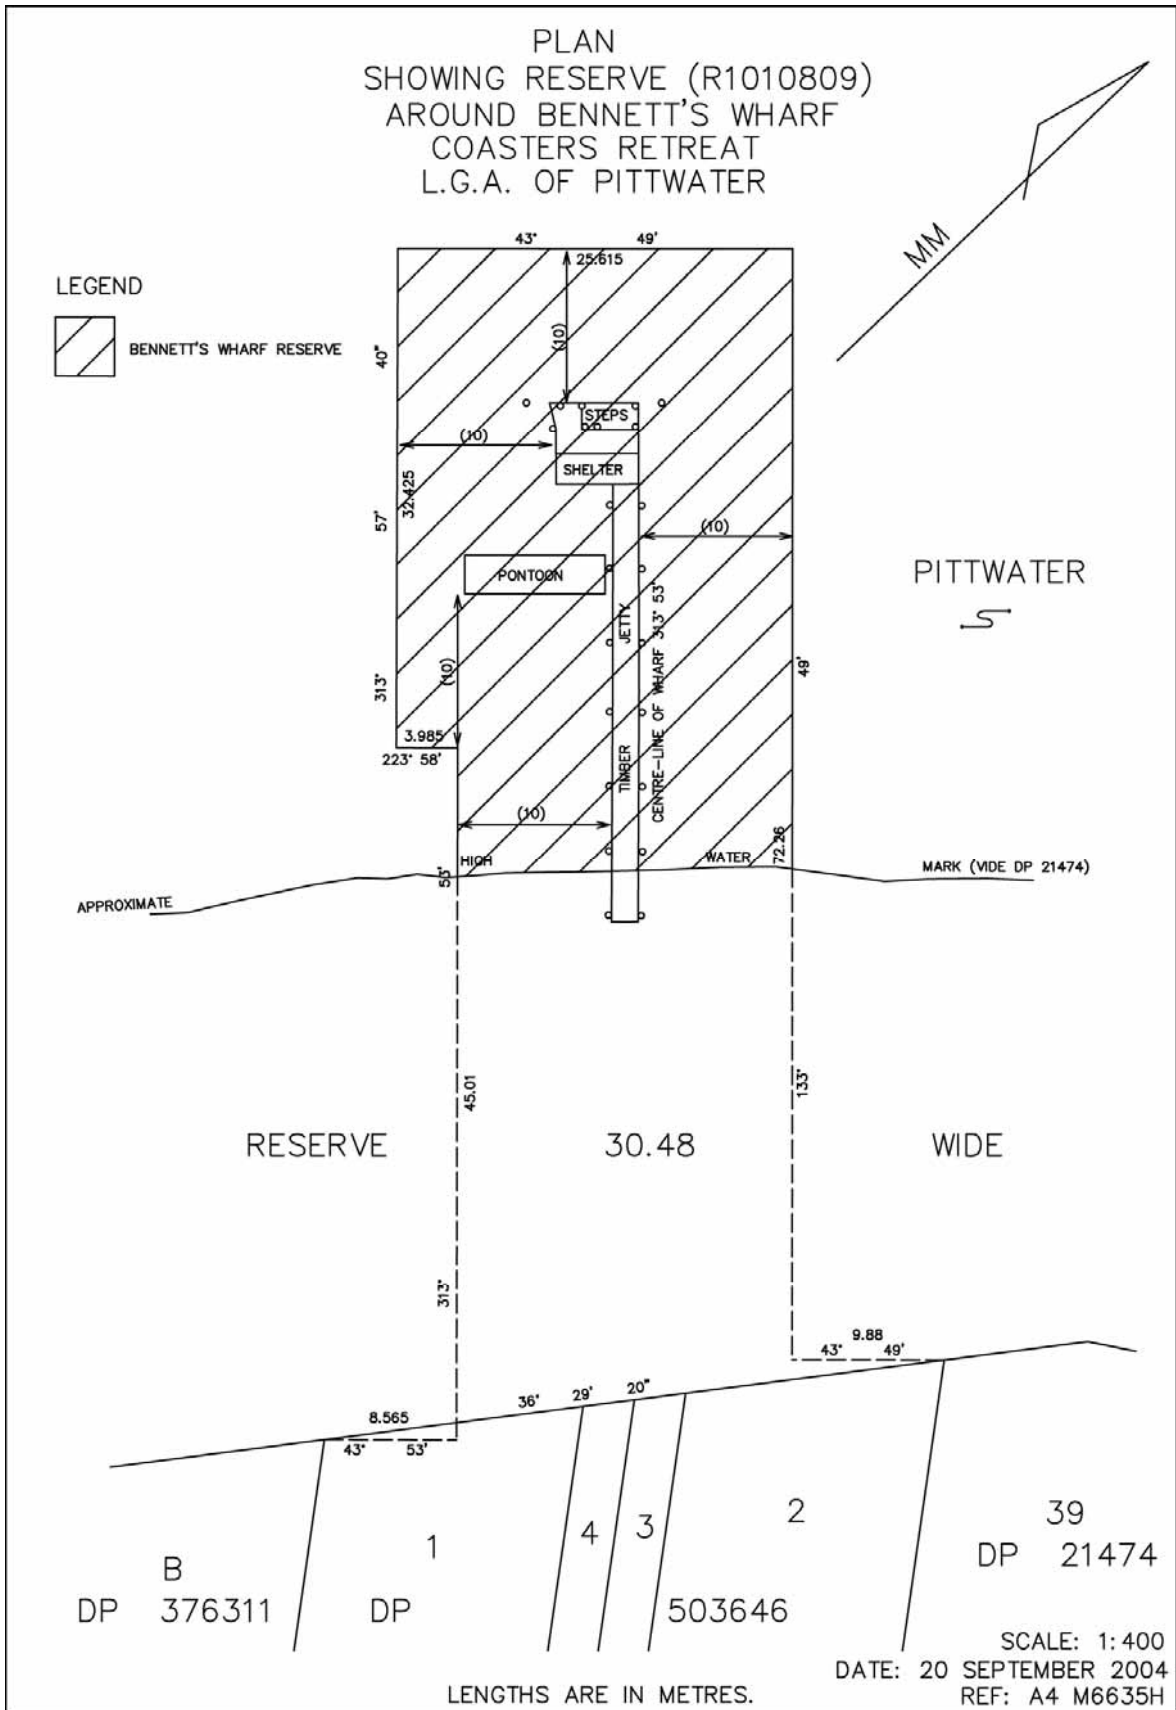 PLAN
SHOWING RESERVE (R1010809)
AROUND BENNETT'S WHARF
COASTERS RETREAT
L.G.A. OF PITTWATER
MM
LEGEND
BENNETT'S WHARF RESERVE
43° 49'
25.615
(10)
40"
STEPS
(10)
SHELTER
32.425
57'
(10)
PONTOON
PITTWATER
JETTY
CENTRE-LINE OF WHARF 313° 53'
(10)
49'
313°
3.985
223° 58'
TIMBER
(10)
72.26
53'
HIGH
WATER
MARK (VIDE DP 21474)
APPROXIMATE
45.01
133°
RESERVE 30.48 WIDE
313°
9.88
43° 49'
36° 29' 20"
8.565
43° 53'
B
DP 376311
1
4
3
2
DP 503646
39
DP 21474
SCALE: 1:400
DATE: 20 SEPTEMBER 2004
LENGTHS ARE IN METRES.
REF: A4 M6635H